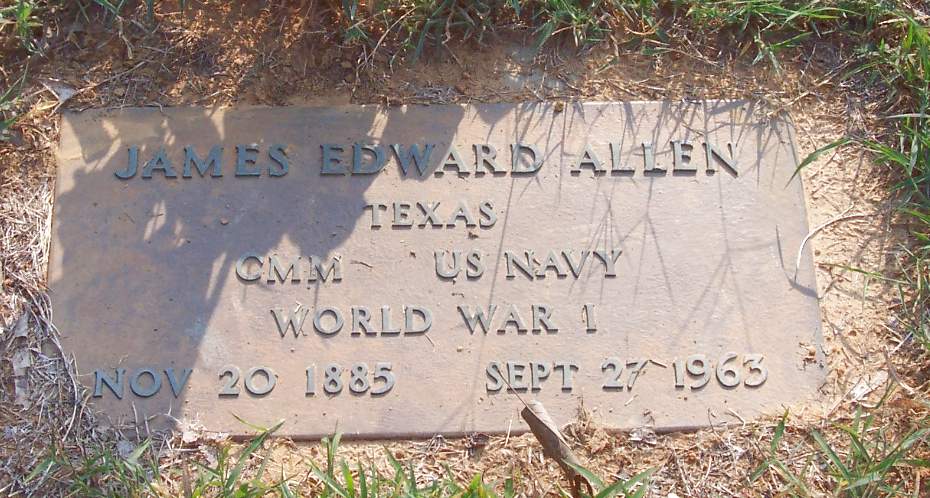 JAMES EDWARD ALLEN
TEXAS
CMM US NAVY
WORLD WAR I
NOV 20 1885 SEPT 27 1963